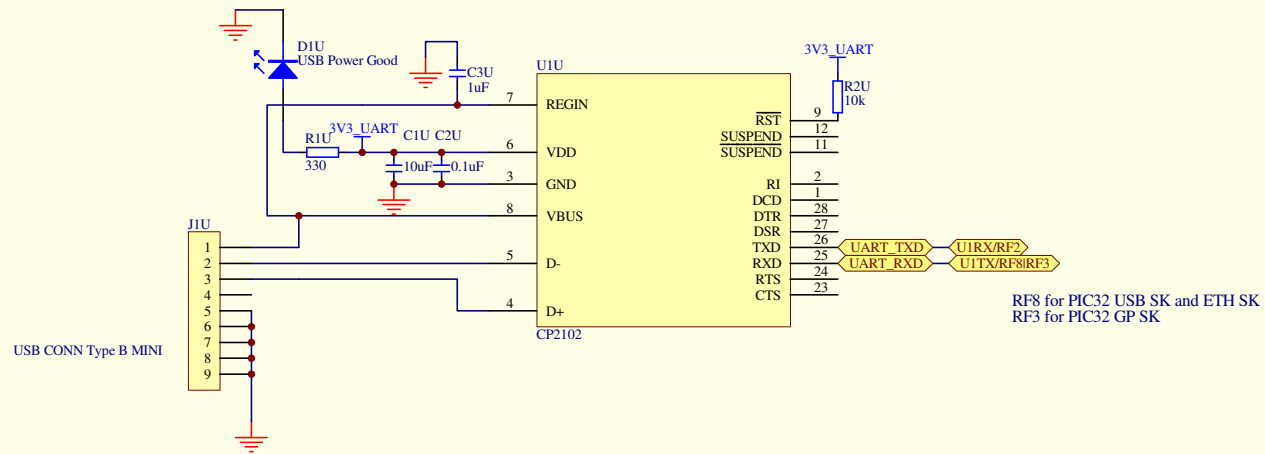 D1U
USB Power Good
C3U
1uF
U1U
3V3_UART
R2U
10k
7 REGIN
RST 9
3V3_UART
C1U C2U
SUSPEND 12
R1U
330
6 VDD
SUSPEND 11
10uF 0.1uF
3 GND
RI 2
DCD 1
8 VBUS
DTR 28
J1U
DSR 27
1
TXD 26 UART_TXD U1RX/RF2
2
5 D-
RXD 25 UART_RXD U1TX/RF8|RF3
3
RTS 24
4
CTS 23
5
4 D+
RF8 for PIC32 USB SK and ETH SK
RF3 for PIC32 GP SK
6
CP2102
7
USB CONN Type B MINI
8
9